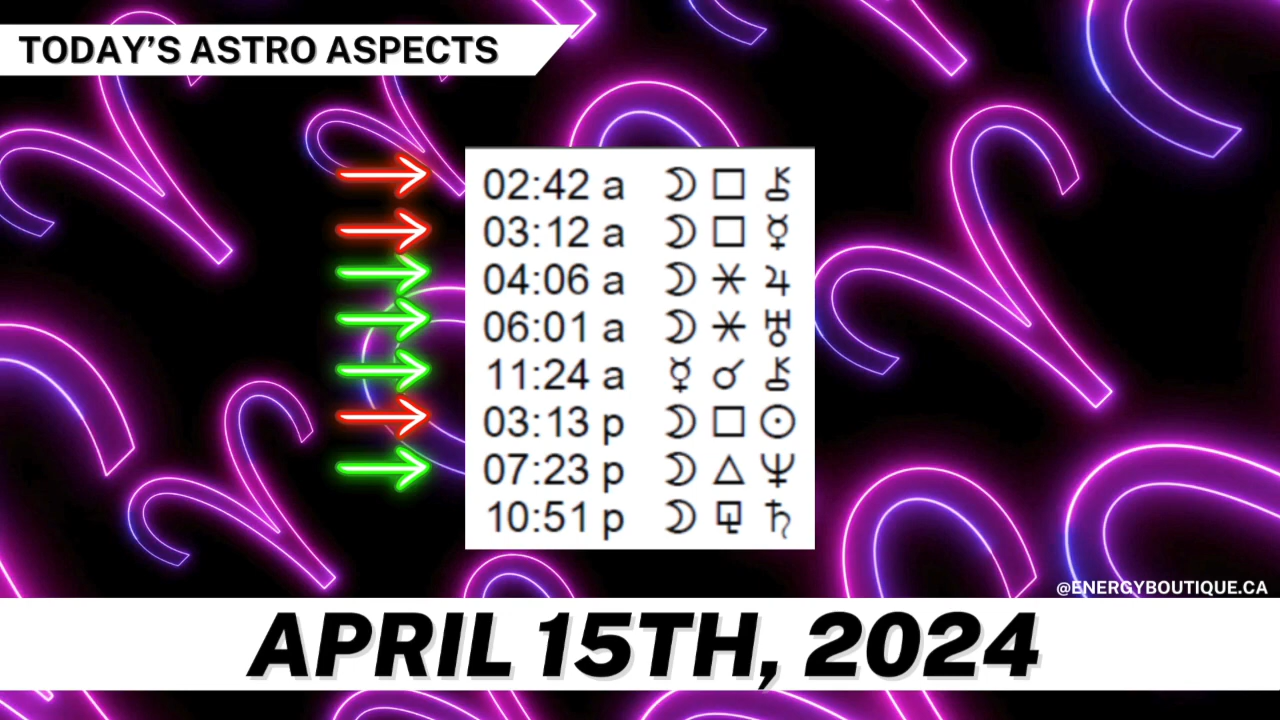 TODAY'S ASTRO ASPECTS
02:42 a ☽ □ ⚷
03:12 a ☽ □ ☿
04:06 a ☽ ⚹ ♃
06:01 a ☽ ⚹ ♅
11:24 a ☿ ☌ ⚷
03:13 p ☽ □ ☉
07:23 p ☽ △ ♆
10:51 p ☽ ⚼ ♄
@ENERGYBOUTIQUE.CA
APRIL 15TH, 2024